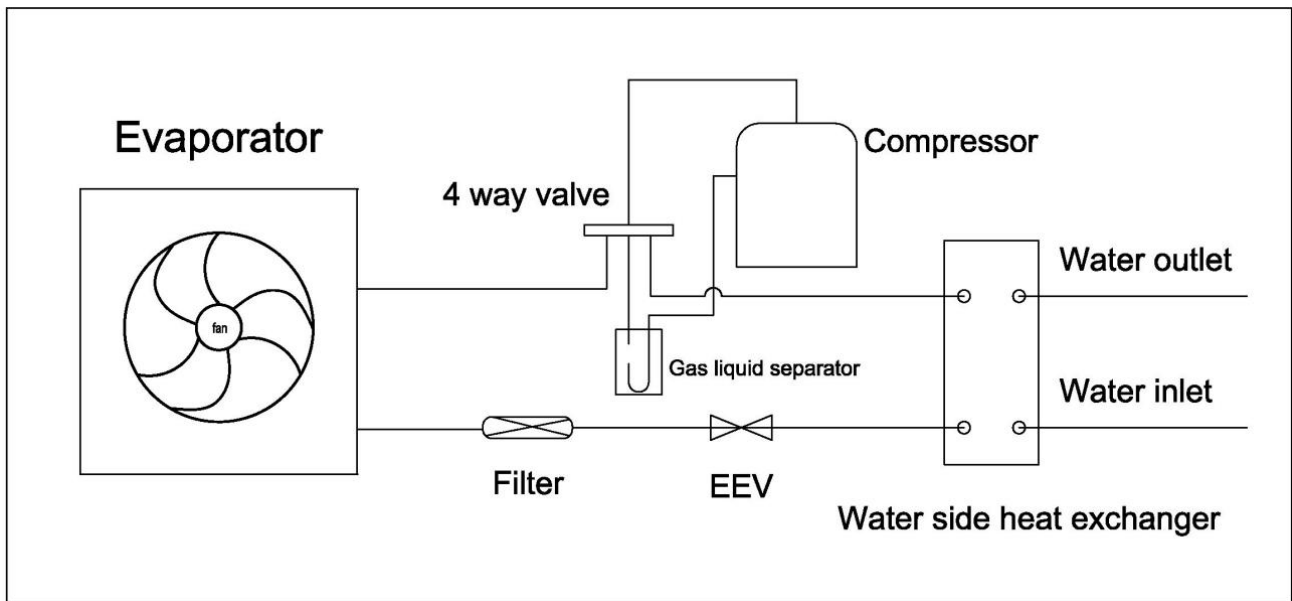 Evaporator
Compressor
4 way valve
Water outlet
fan
Gas liquid separator
Water inlet
Filter
EEV
Water side heat exchanger